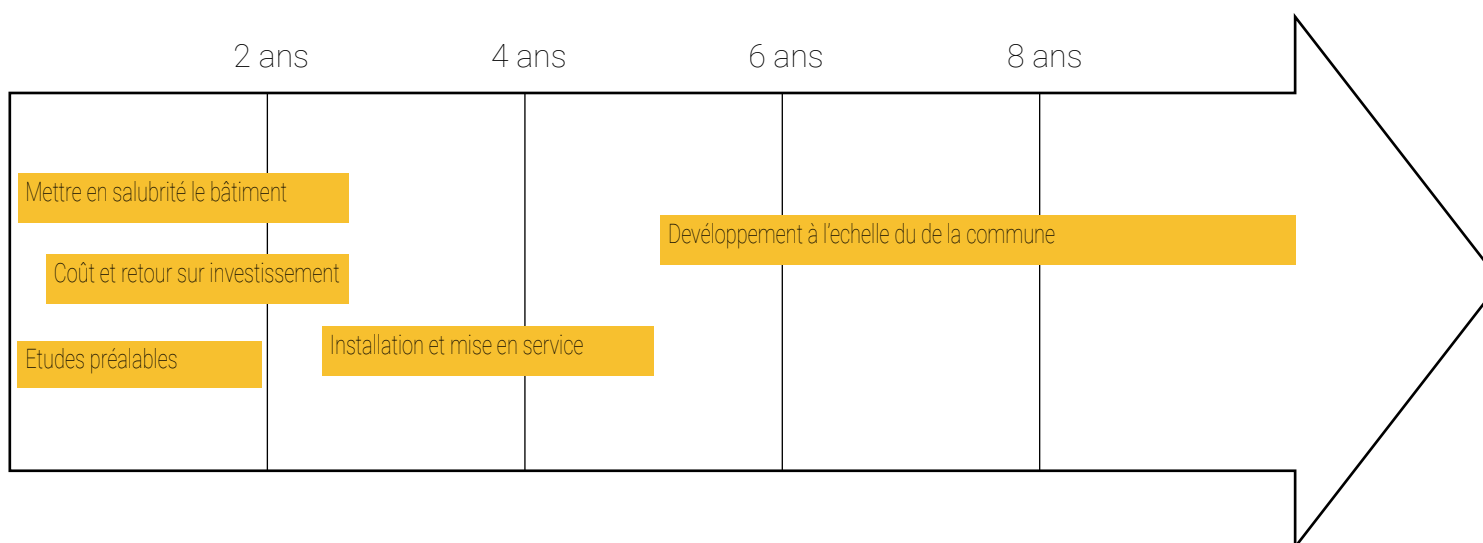 2 ans
4 ans
6 ans
8 ans
Mettre en salubrité le bâtiment
Devéloppement à l'echelle du de la commune
Coût et retour sur investissement
Installation et mise en service
Etudes préalables